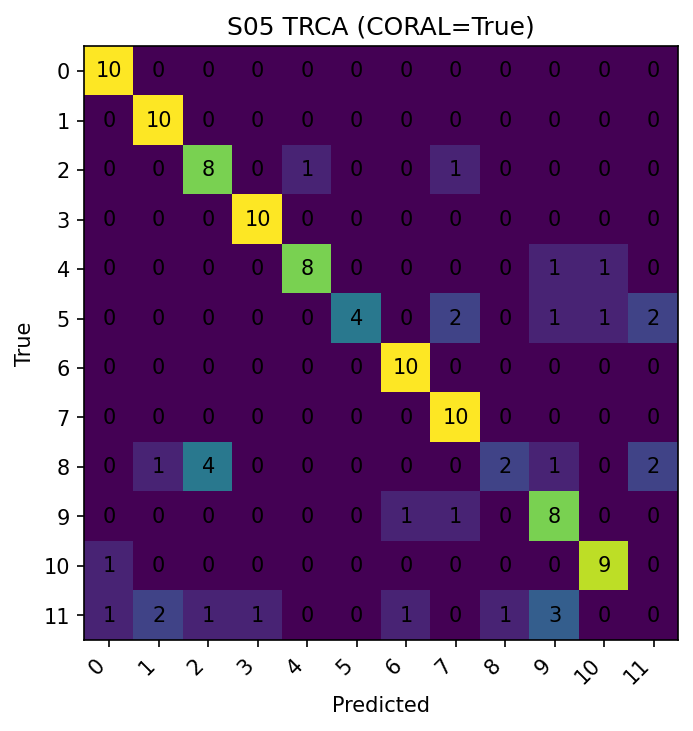 S05 TRCA (CORAL=True)
0 10 0 0 0 0 0 0 0 0 0 0 0
1 0 10 0 0 0 0 0 0 0 0 0 0
2 0 0 8 0 1 0 0 1 0 0 0 0
3 0 0 0 10 0 0 0 0 0 0 0 0
4 0 0 0 0 8 0 0 0 0 1 1 0
5 0 0 0 0 0 4 0 2 0 1 1 2
6 0 0 0 0 0 0 10 0 0 0 0 0
7 0 0 0 0 0 0 0 10 0 0 0 0
8 0 1 4 0 0 0 0 0 2 1 0 2
9 0 0 0 0 0 0 1 1 0 8 0 0
10 1 0 0 0 0 0 0 0 0 0 9 0
11 1 2 1 1 0 0 1 0 1 3 0 0
0 1 2 3 4 5 6 7 8 9 10 11
True
Predicted